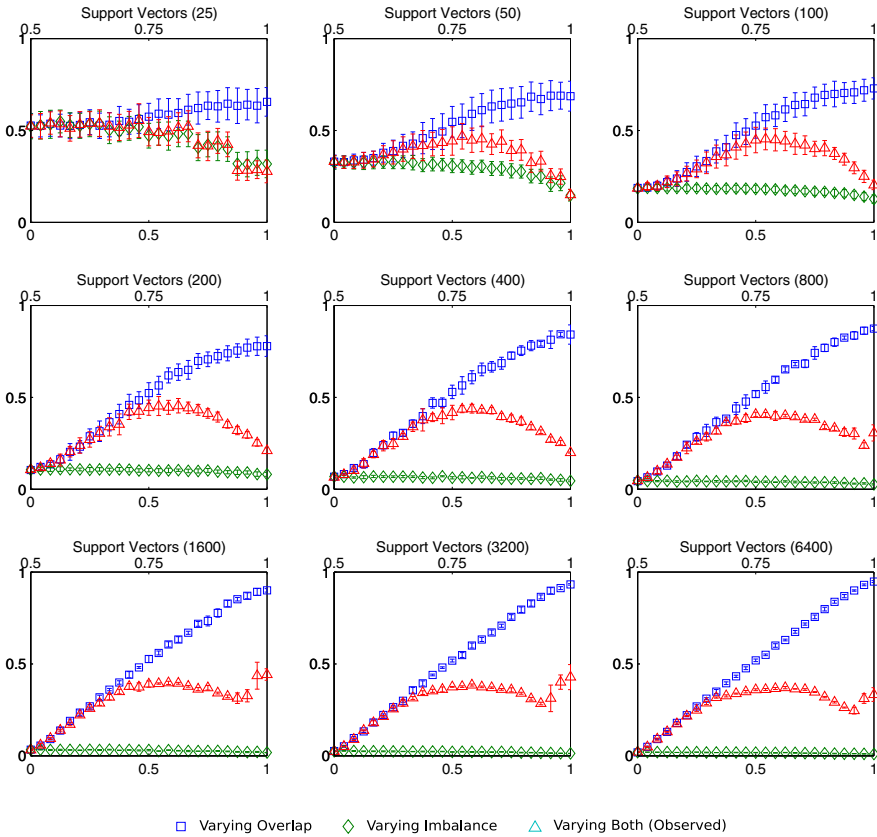 Support Vectors (25)
0.5 0.75 1
1
0.5
0
0 0.5 1
Support Vectors (50)
0.5 0.75 1
1
0.5
0
0 0.5 1
Support Vectors (100)
0.5 0.75 1
1
0.5
0
0 0.5 1
Support Vectors (200)
0.5 0.75 1
1
0.5
0
0 0.5 1
Support Vectors (400)
0.5 0.75 1
1
0.5
0
0 0.5 1
Support Vectors (800)
0.5 0.75 1
1
0.5
0
0 0.5 1
Support Vectors (1600)
0.5 0.75 1
1
0.5
0
0 0.5 1
Support Vectors (3200)
0.5 0.75 1
1
0.5
0
0 0.5 1
Support Vectors (6400)
0.5 0.75 1
1
0.5
0
0 0.5 1
Varying Overlap Varying Imbalance Varying Both (Observed)